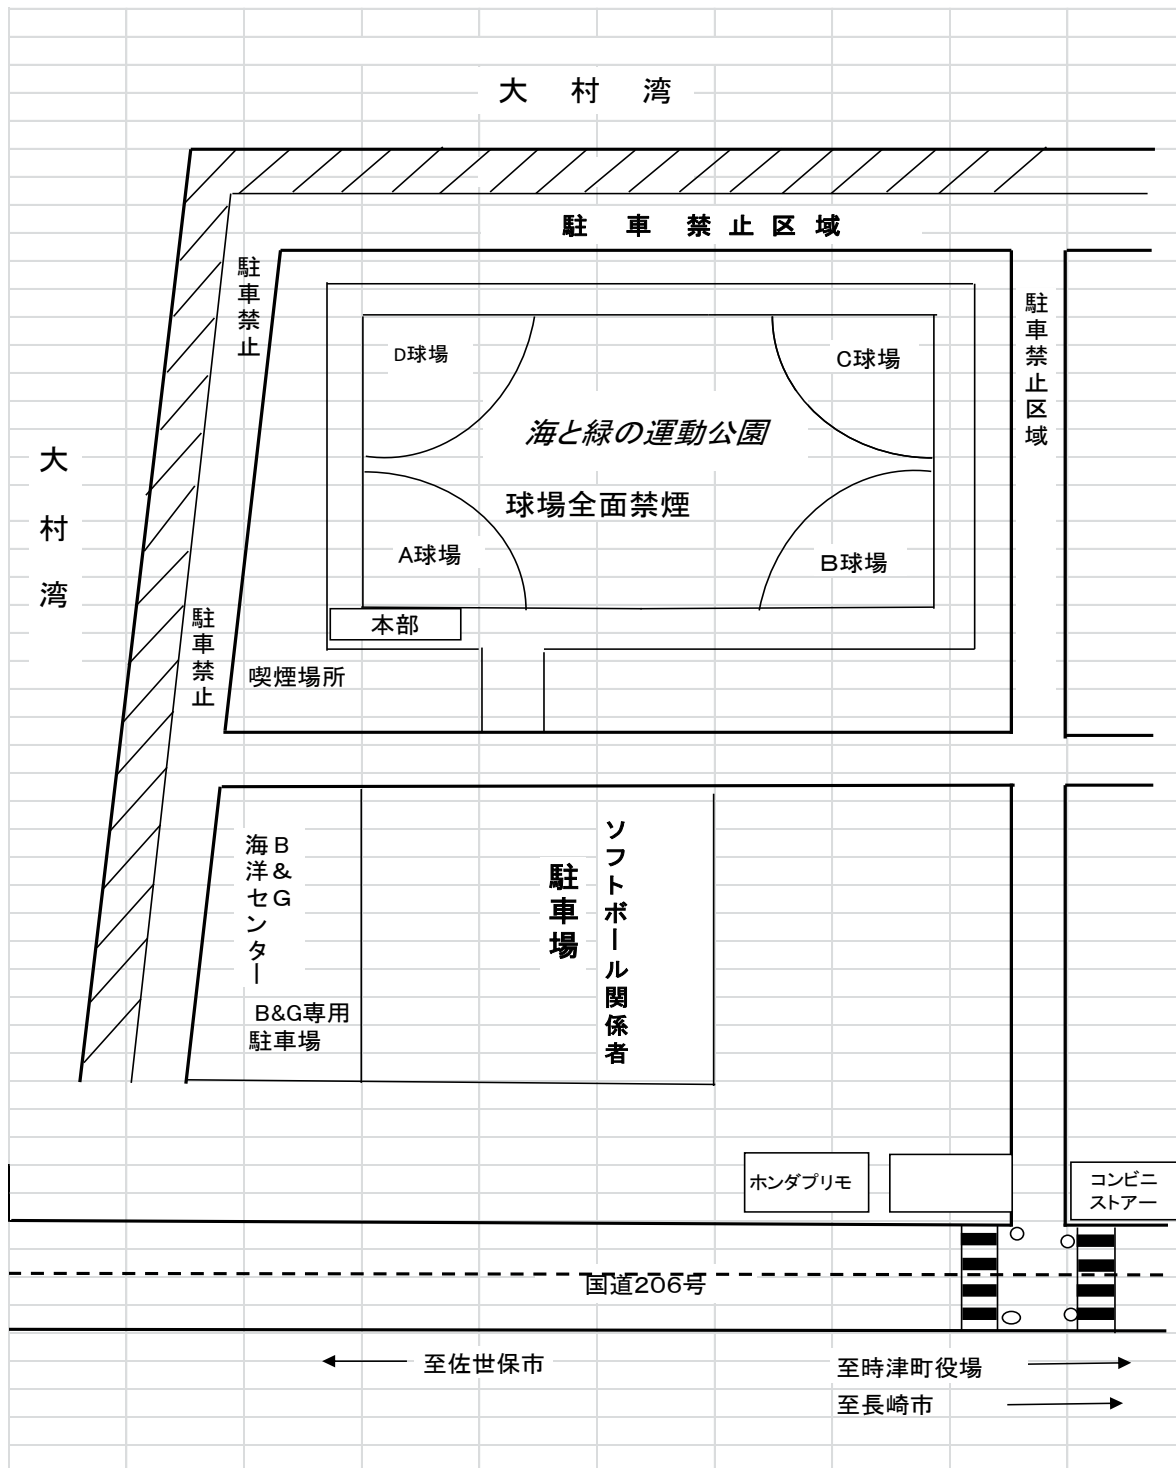 大　村　湾
駐　車　禁 止 区 域
駐車禁止
駐車禁止区域
D球場
C球場
海と緑の運動公園
大村湾
球場全面禁煙
A球場
B球場
駐車禁止
本部
喫煙場所
B&G
海洋センター
ソフトボール関係者
駐車場
B&G専用
駐車場
ホンダプリモ
コンビニ
ストアー
国道206号
至佐世保市
至時津町役場
至長崎市